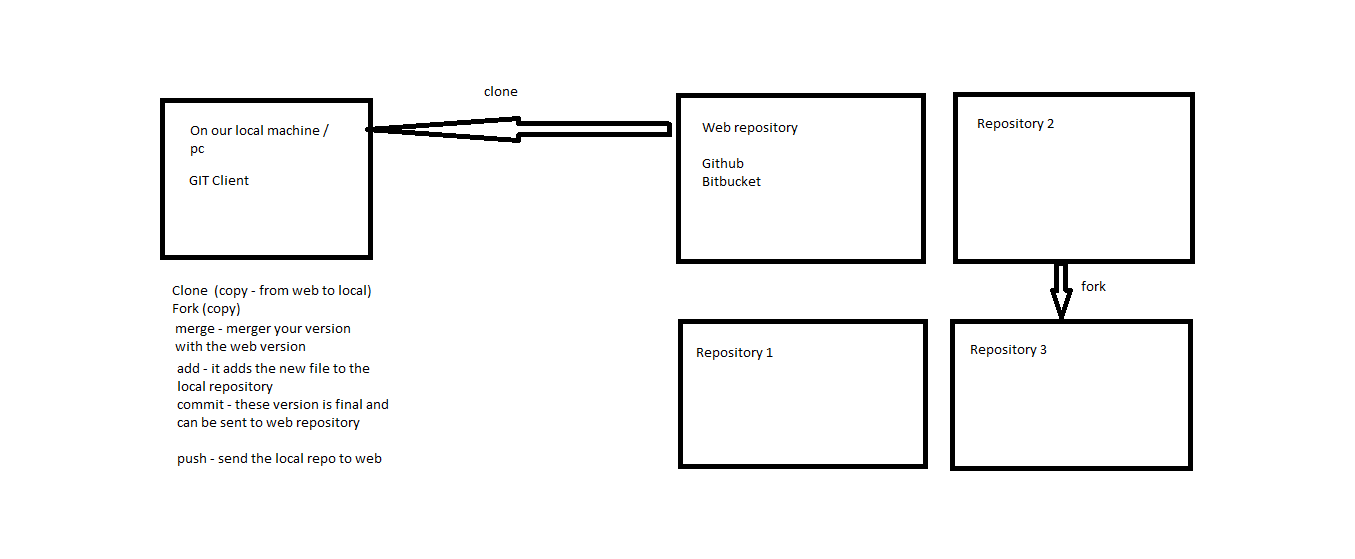 clone
On our local machine /
pc
GIT Client
Web repository
Github
Bitbucket
Repository 2
Clone  (copy - from web to local)
Fork (copy)
merge - merger your version
with the web version
add - it adds the new file to the
local repository
commit - these version is final and
can be sent to web repository
push - send the local repo to web
fork
Repository 1
Repository 3